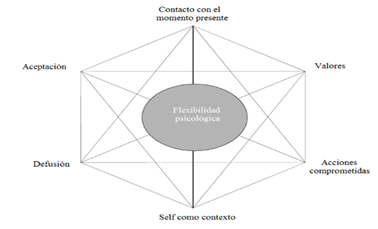 Contacto con el
momento presente
Aceptación
Valores
Flexibilidad
psicológica
Defusión
Acciones
comprometidas
Self como contexto